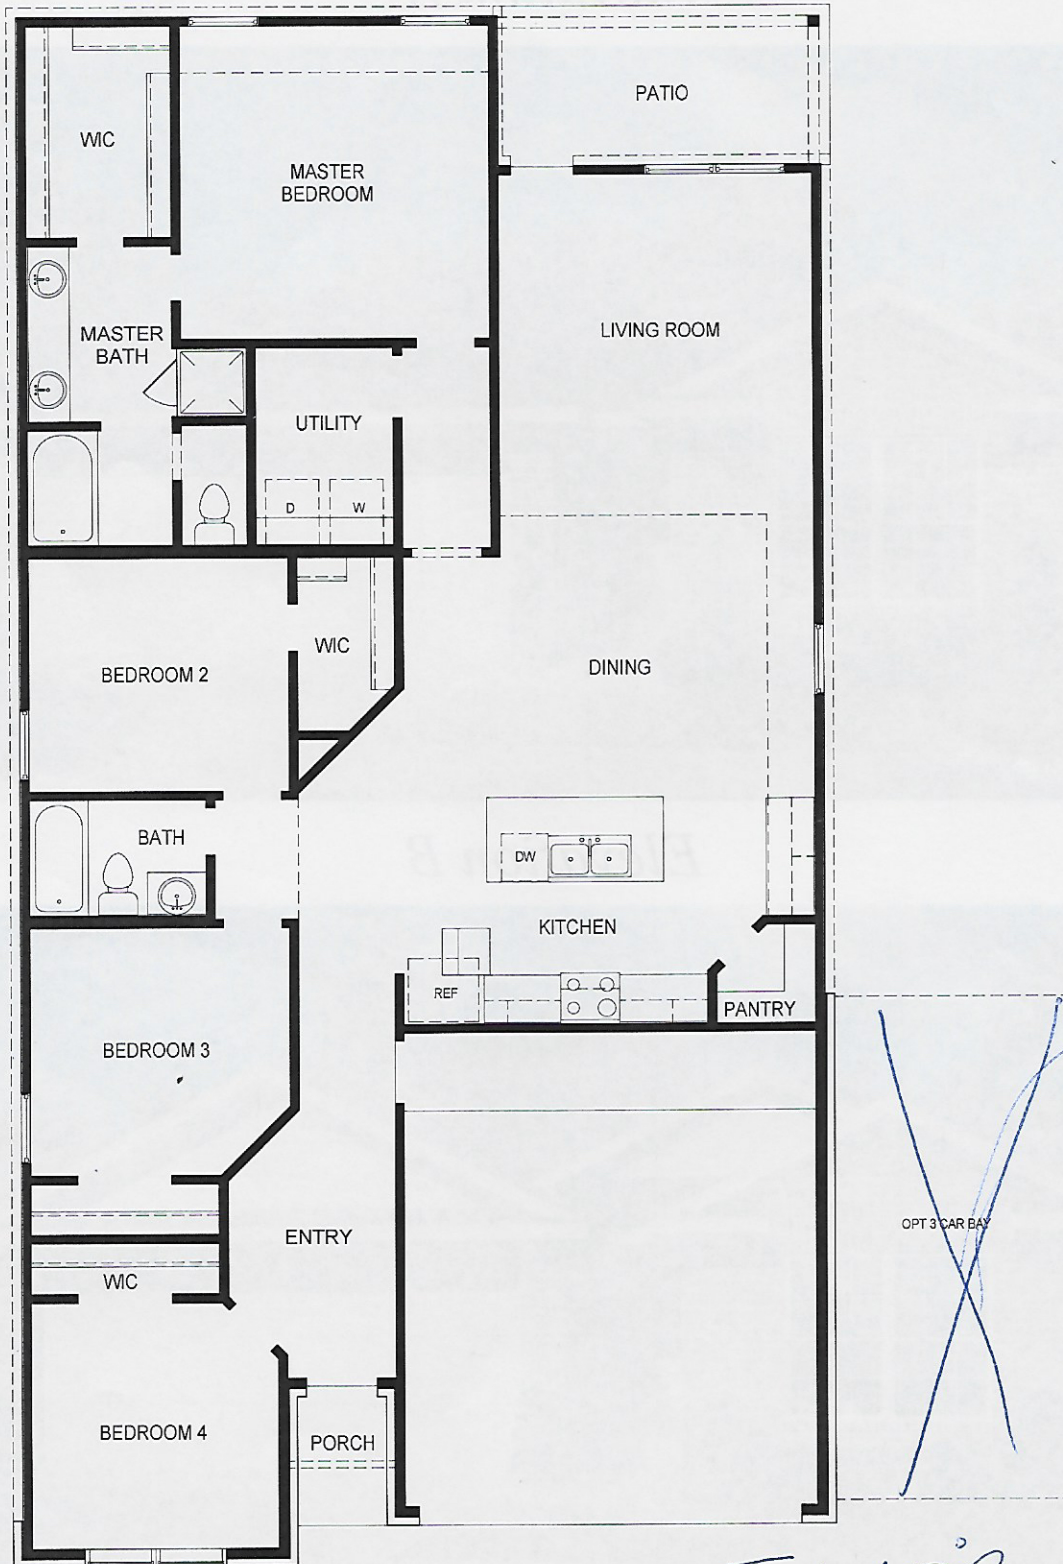 PATIO
WIC
MASTER
BEDROOM
LIVING ROOM
MASTER
BATH
UTILITY
D
W
WIC
BEDROOM 2
DINING
BATH
DW
KITCHEN
REF
PANTRY
BEDROOM 3
OPT 3 CAR BAY
ENTRY
WIC
BEDROOM 4
PORCH